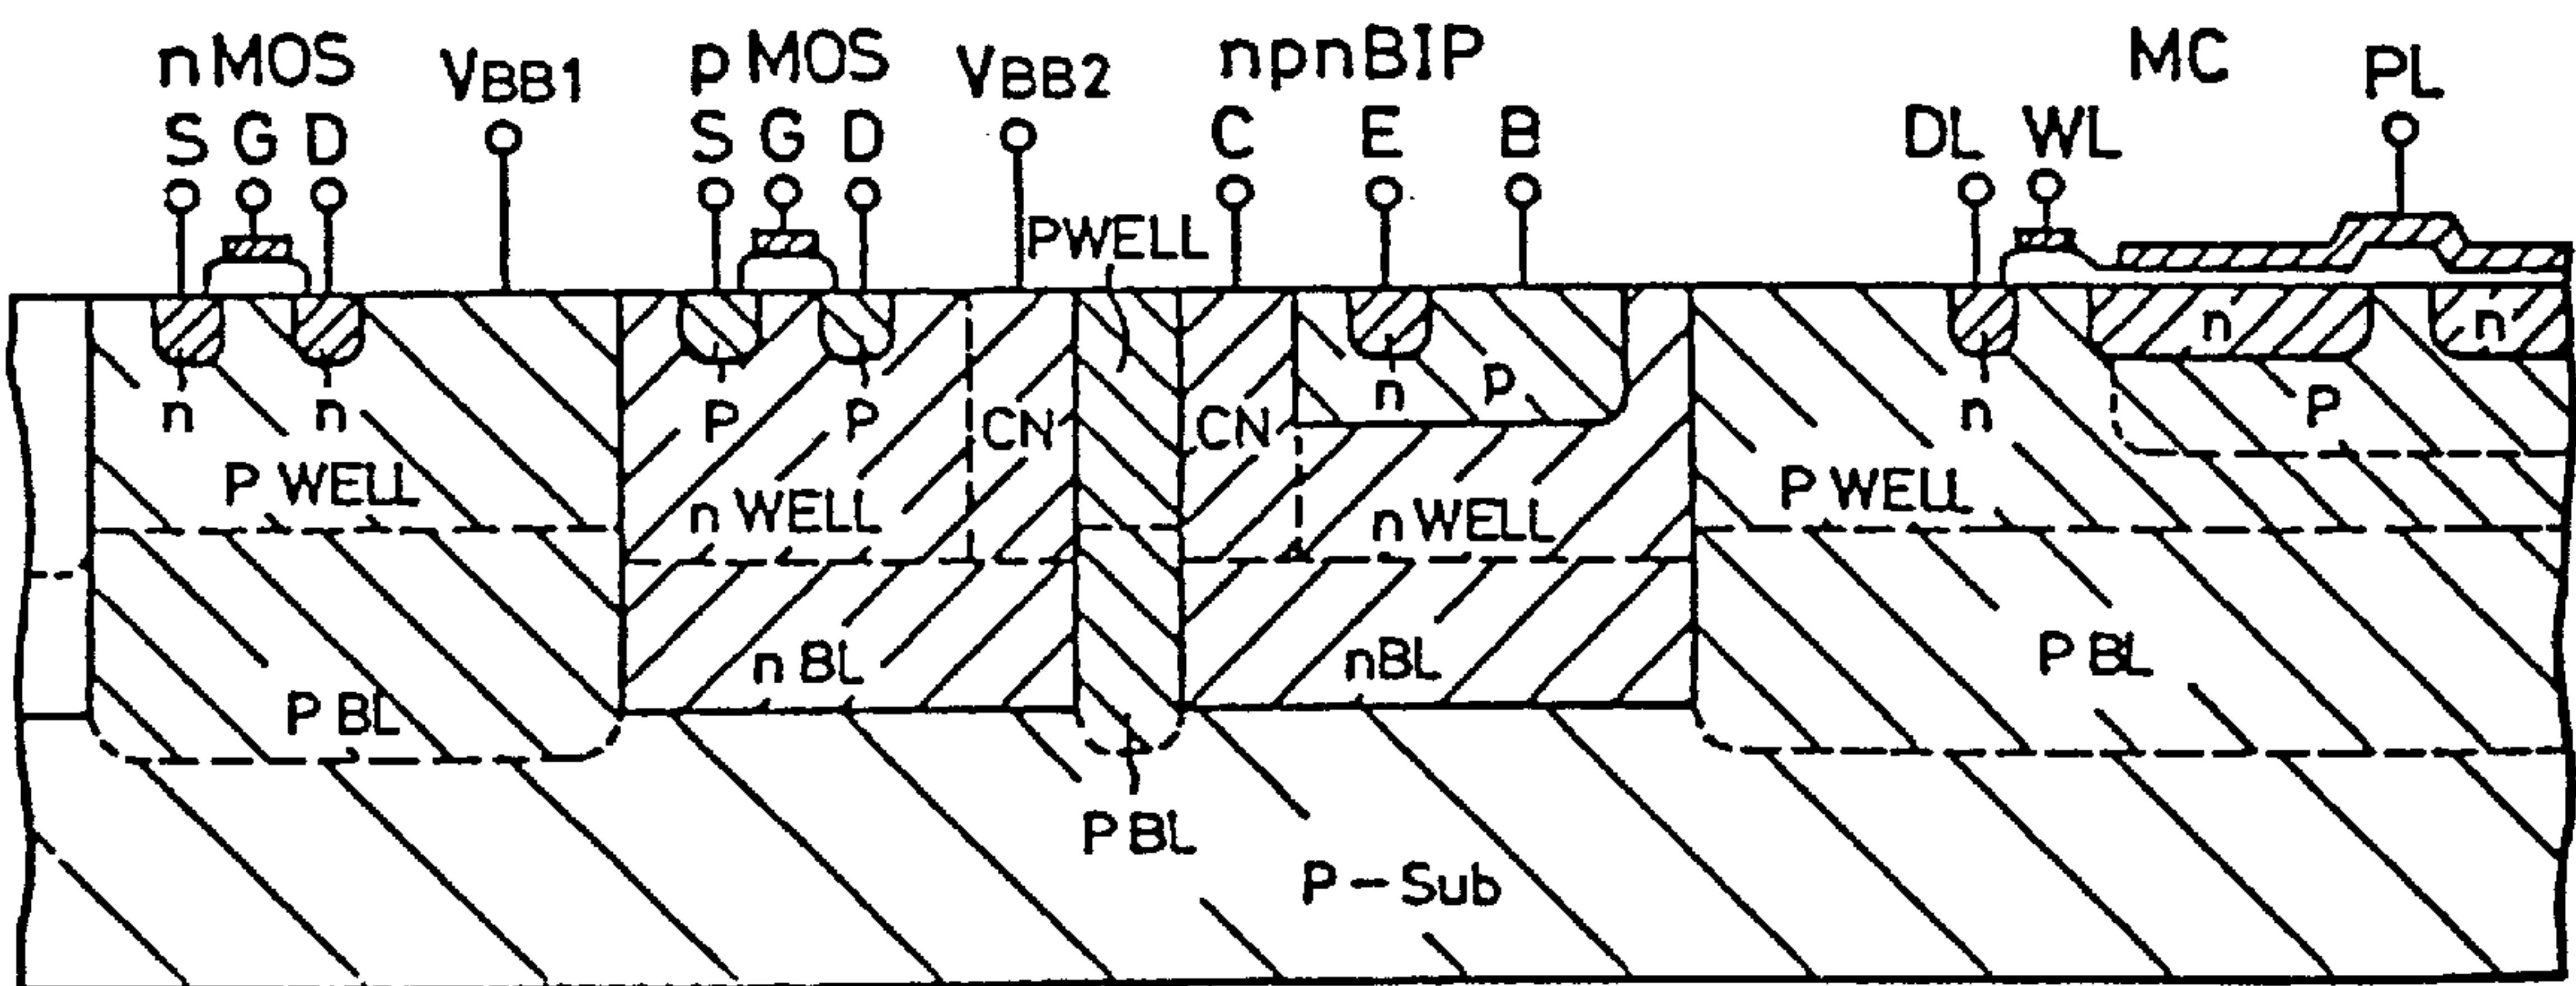 nMOS VBB1 pMOS VBB2 npnBIP MC PL
S G D S G D C E B DL WL
PWELL
n n
n n P P CN CN n P n P
P WELL n WELL n WELL P WELL
n BL nBL P BL
P BL
P BL
P-Sub